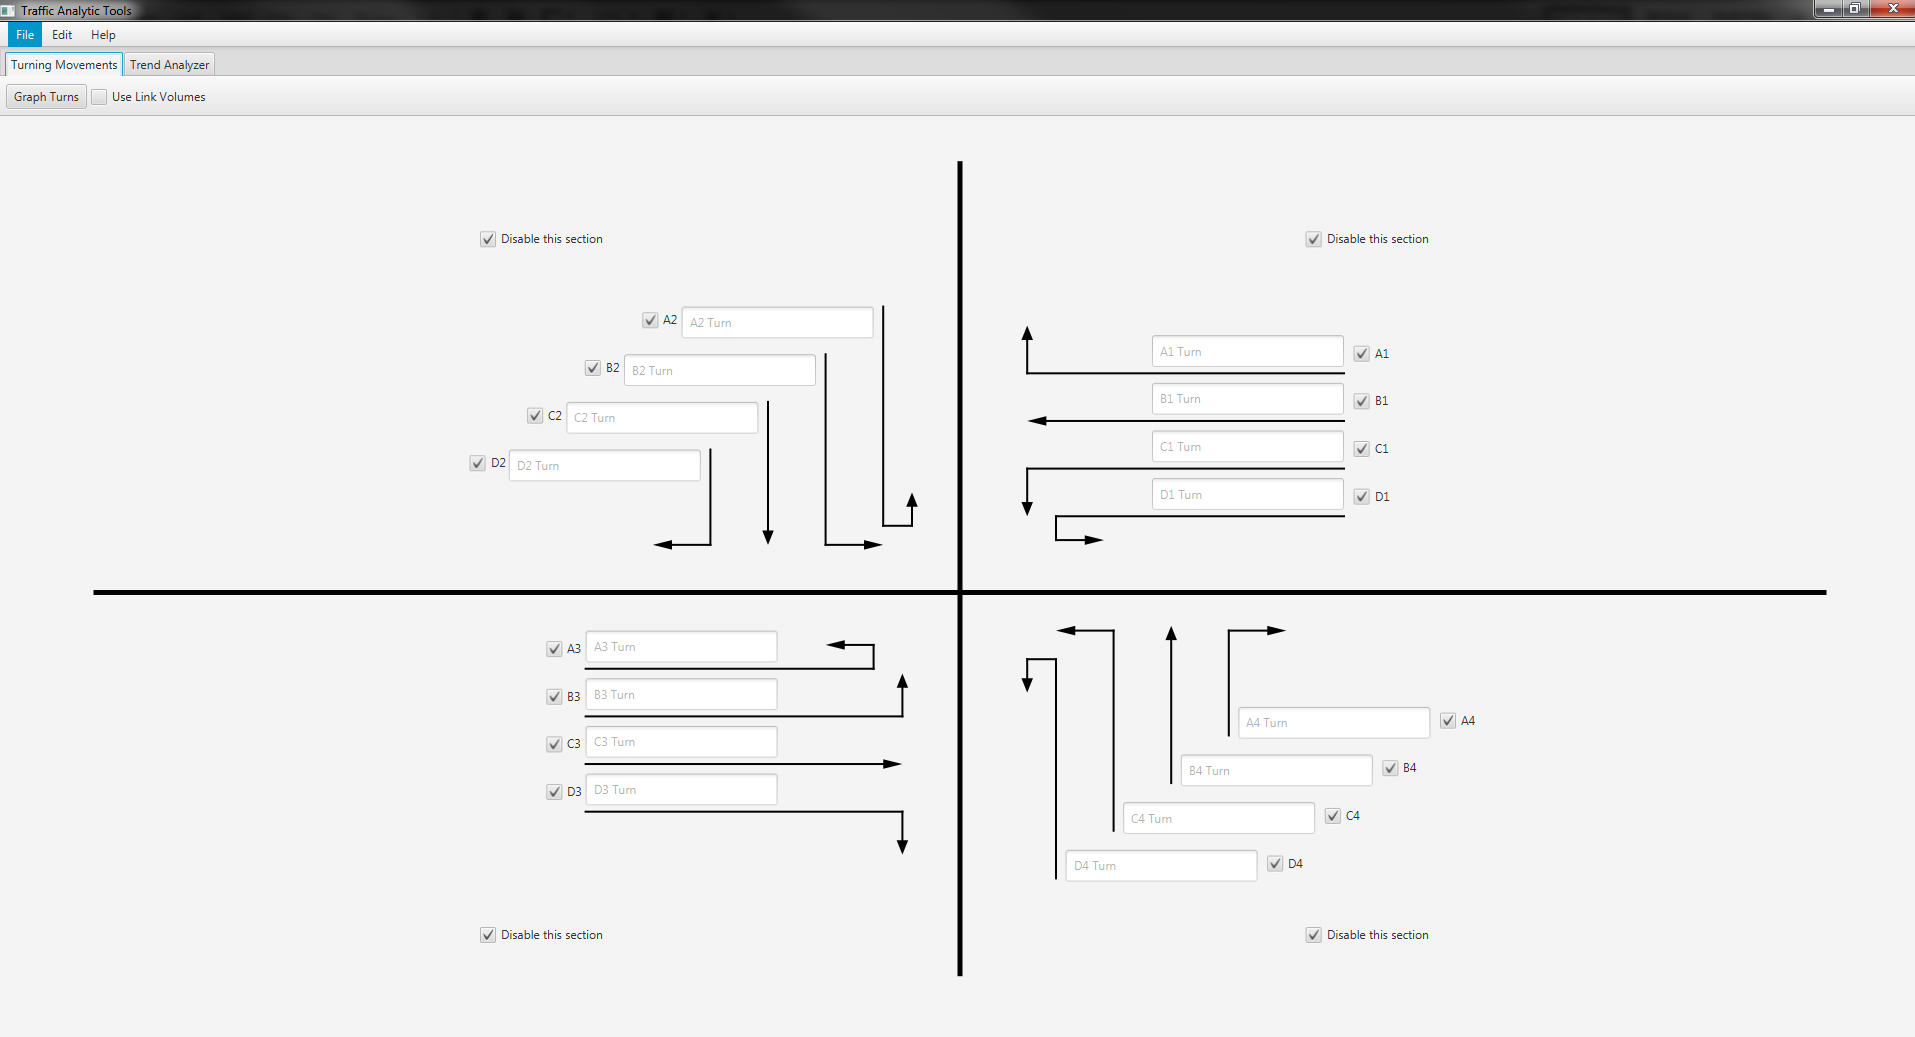 Traffic Analytic Tools
File Edit Help
Turning Movements Trend Analyzer
Graph Turns Use Link Volumes
Disable this section
Disable this section
A2 A2 Turn
B2 B2 Turn
C2 C2 Turn
D2 D2 Turn
A1 Turn A1
B1 Turn B1
C1 Turn C1
D1 Turn D1
A3 A3 Turn
B3 B3 Turn
C3 C3 Turn
D3 D3 Turn
A4 Turn A4
B4 Turn B4
C4 Turn C4
D4 Turn D4
Disable this section
Disable this section